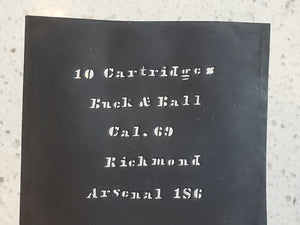 10 Cartridges
Buck & Ball
Cal. 69
Richmond
Arsenal 186